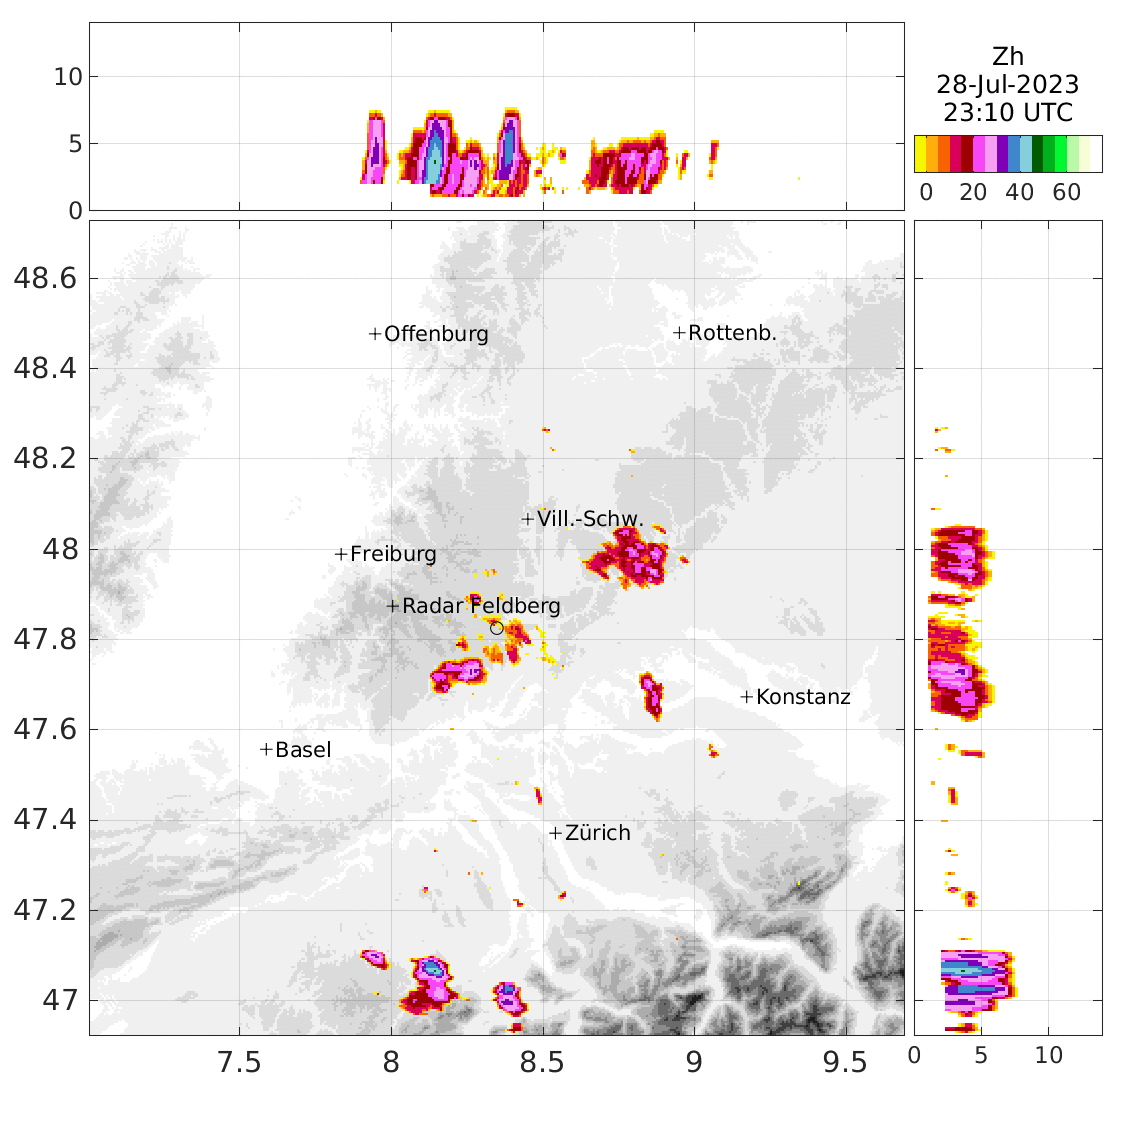 10
5
0
Zh
28-Jul-2023
23:10 UTC
0 20 40 60
48.6
48.4
48.2
48
47.8
47.6
47.4
47.2
47
+Offenburg
+Rottenb.
+Vill.-Schw.
+Freiburg
+Radar Feldberg
+Konstanz
+Basel
+Zürich
7.5 8 8.5 9 9.5
0 5 10